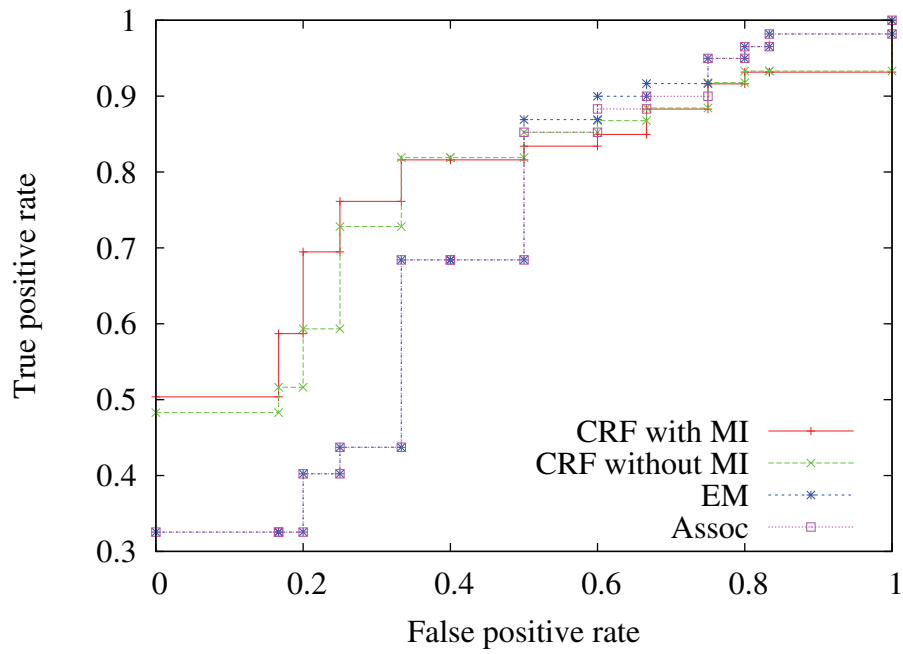 1
0.9
0.8
0.7
0.6
0.5
0.4
0.3
0 0.2 0.4 0.6 0.8 1
True positive rate
False positive rate
CRF with MI
CRF without MI
EM
Assoc